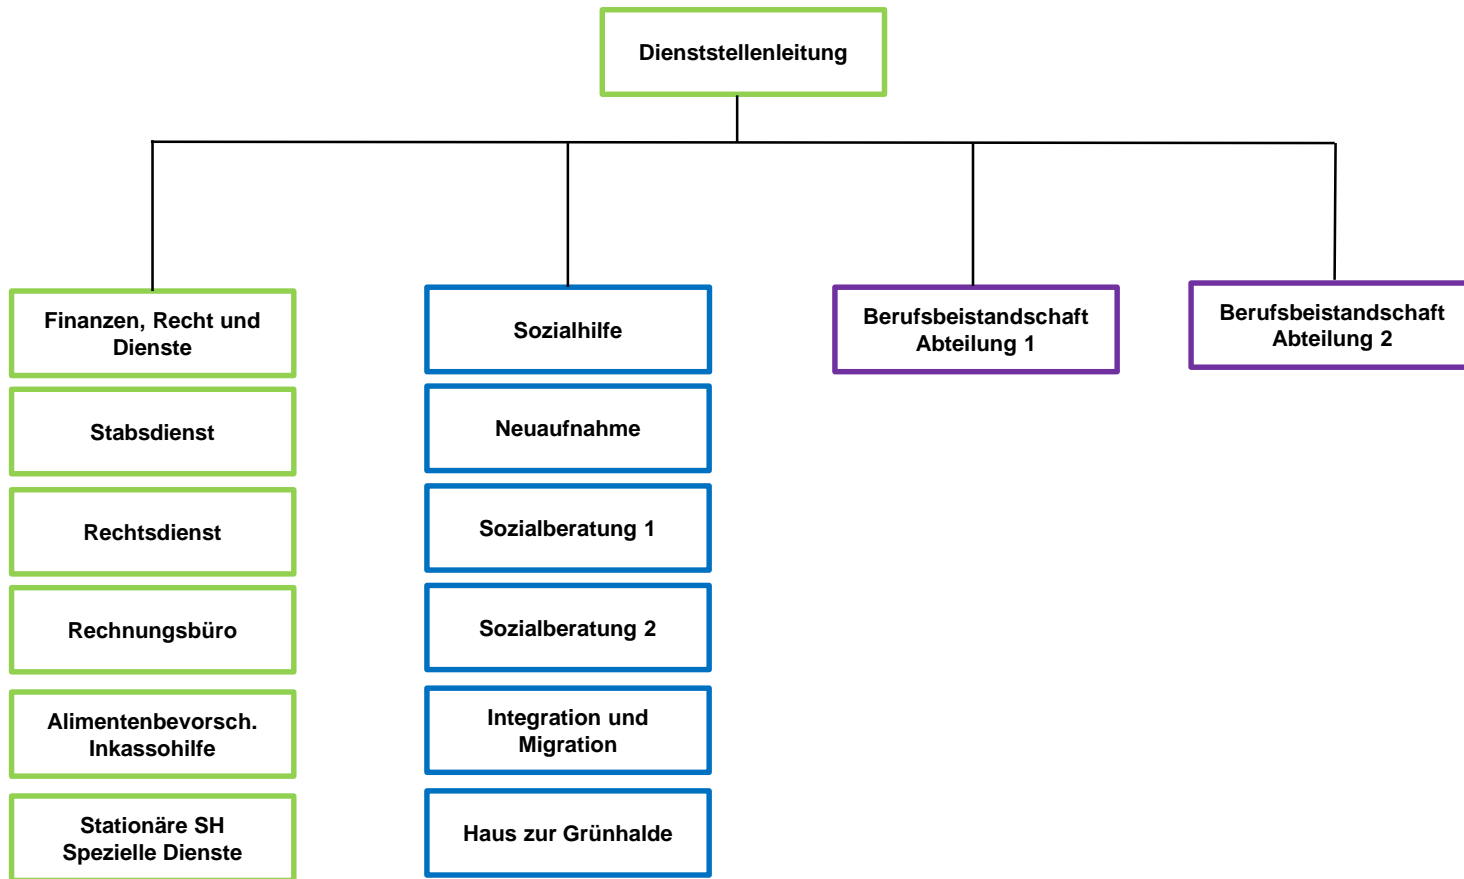 Dienststellenleitung
Finanzen, Recht und
Dienste
Stabsdienst
Rechtsdienst
Rechnungsbüro
Alimentenbevorsch.
Inkassohilfe
Stationäre SH
Spezielle Dienste
Sozialhilfe
Neuaufnahme
Sozialberatung 1
Sozialberatung 2
Integration und
Migration
Haus zur Grünhalde
Berufsbeistandschaft
Abteilung 1
Berufsbeistandschaft
Abteilung 2